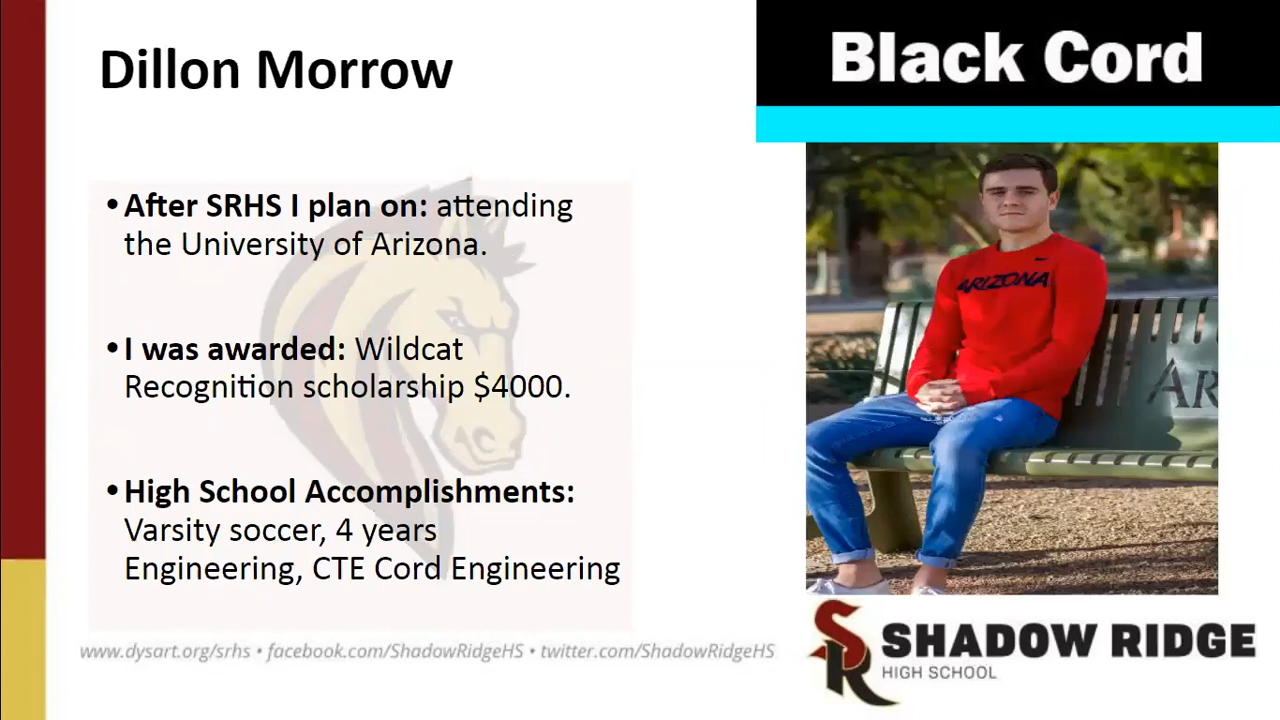 Dillon Morrow
Black Cord
•After SRHS I plan on: attending
the University of Arizona.
•I was awarded: Wildcat
Recognition scholarship $4000.
•High School Accomplishments:
Varsity soccer, 4 years
Engineering, CTE Cord Engineering
ARIZONA
AR
www.dysart.org/srhs • facebook.com/ShadowRidgeHS • twitter.com/ShadowRidgeHS
SR
SHADOW RIDGE
HIGH SCHOOL